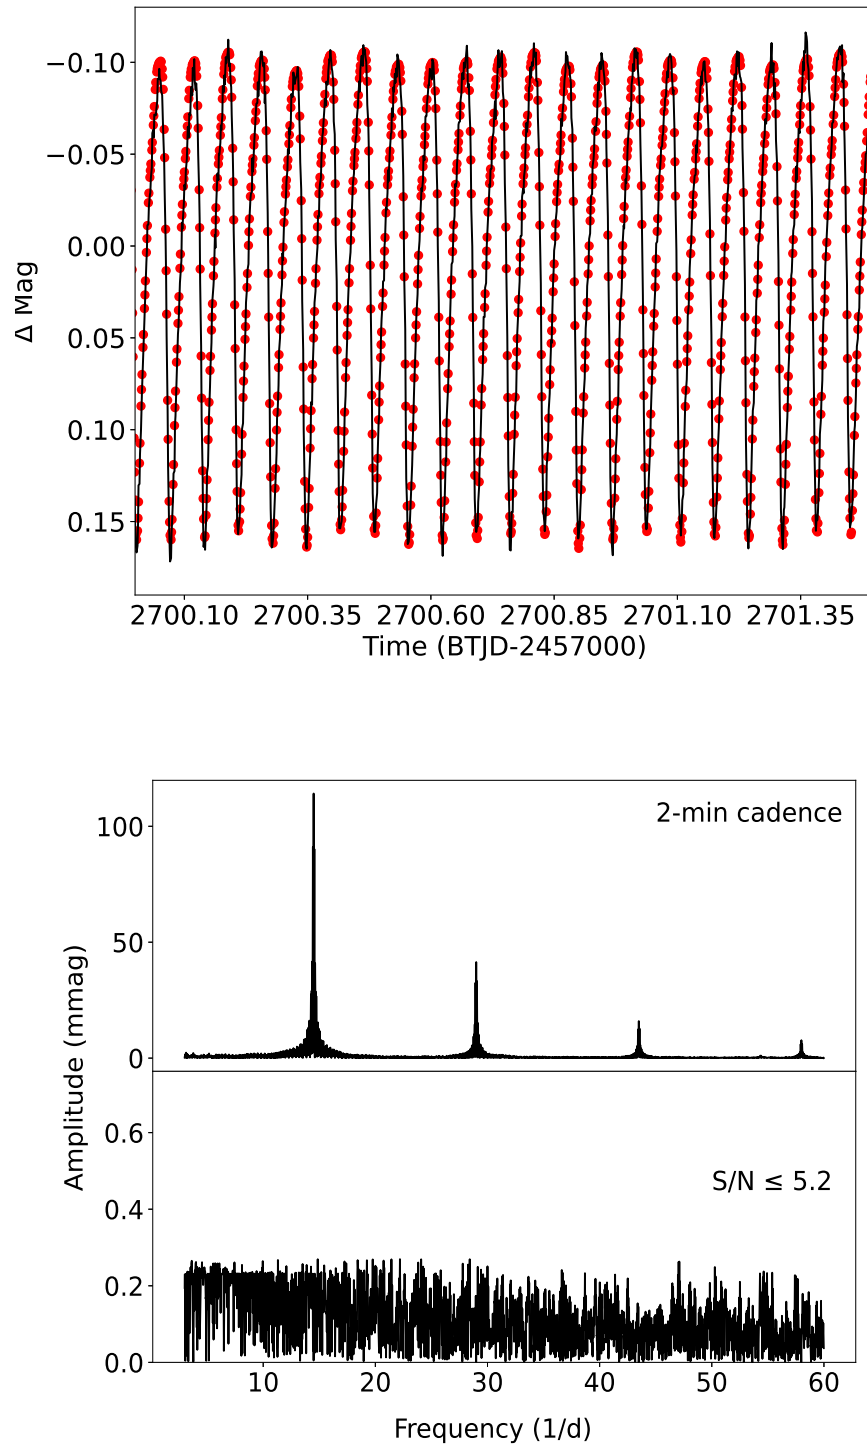 −0.10
−0.05
0.00
0.05
0.10
0.15
Δ Mag
2700.10 2700.35 2700.60 2700.85 2701.10 2701.35
Time (BTJD-2457000)
2-min cadence
100
50
0
Amplitude (mmag)
S/N ≤ 5.2
0.6
0.4
0.2
0.0
10 20 30 40 50 60
Frequency (1/d)